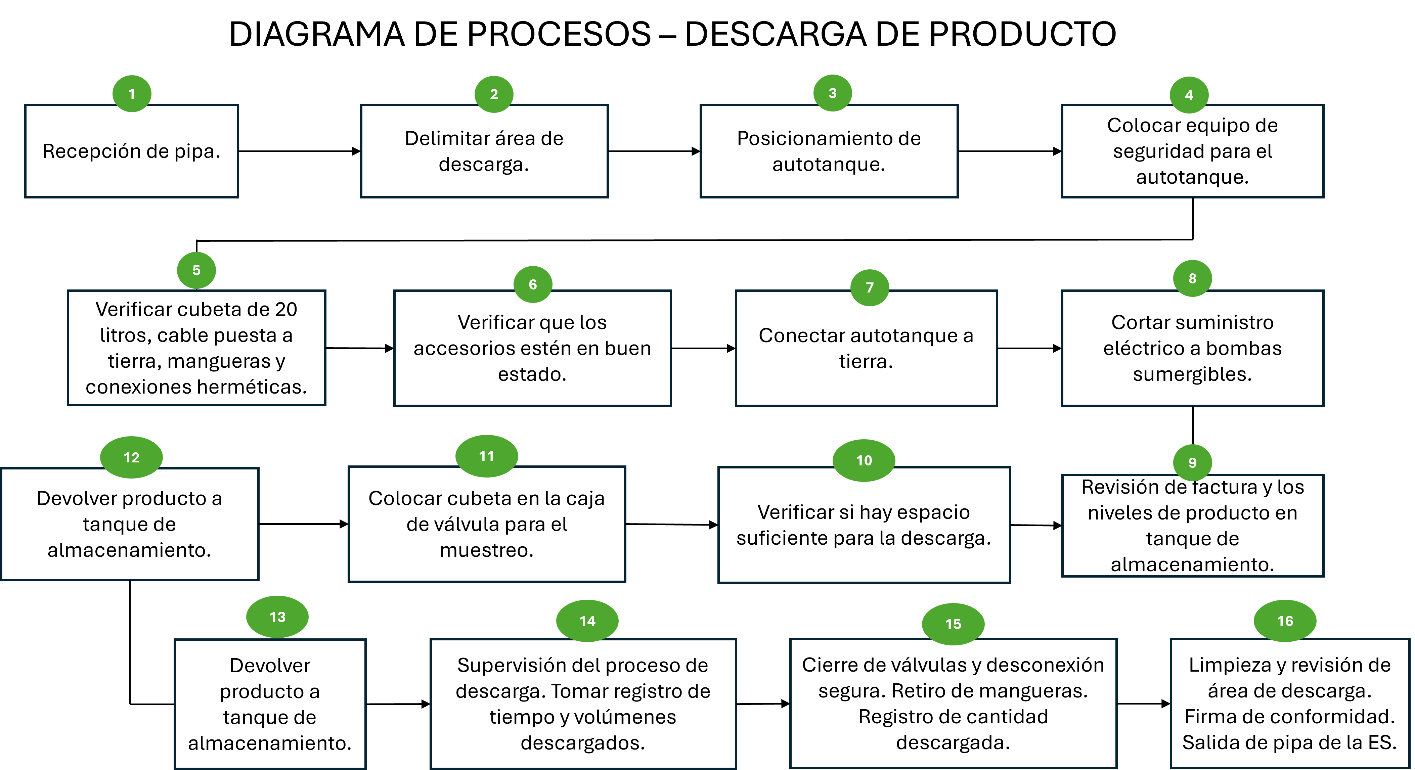 DIAGRAMA DE PROCESOS – DESCARGA DE PRODUCTO
1
Recepción de pipa.
2
Delimitar área de
descarga.
3
Posicionamiento de
autotanque.
4
Colocar equipo de
seguridad para el
autotanque.
5
Verificar cubeta de 20
litros, cable puesta a
tierra, mangueras y
conexiones herméticas.
6
Verificar que los
accesorios estén en buen
estado.
7
Conectar autotanque a
tierra.
8
Cortar suministro
eléctrico a bombas
sumergibles.
9
Revisión de factura y los
niveles de producto en
tanque de
almacenamiento.
10
Verificar si hay espacio
suficiente para la descarga.
11
Colocar cubeta en la caja
de válvula para el
muestreo.
12
Devolver producto a
tanque de
almacenamiento.
13
Devolver
producto a
tanque de
almacenamiento.
14
Supervisión del proceso de
descarga. Tomar registro de
tiempo y volúmenes
descargados.
15
Cierre de válvulas y desconexión
segura. Retiro de mangueras.
Registro de cantidad
descargada.
16
Limpieza y revisión de
área de descarga.
Firma de conformidad.
Salida de pipa de la ES.